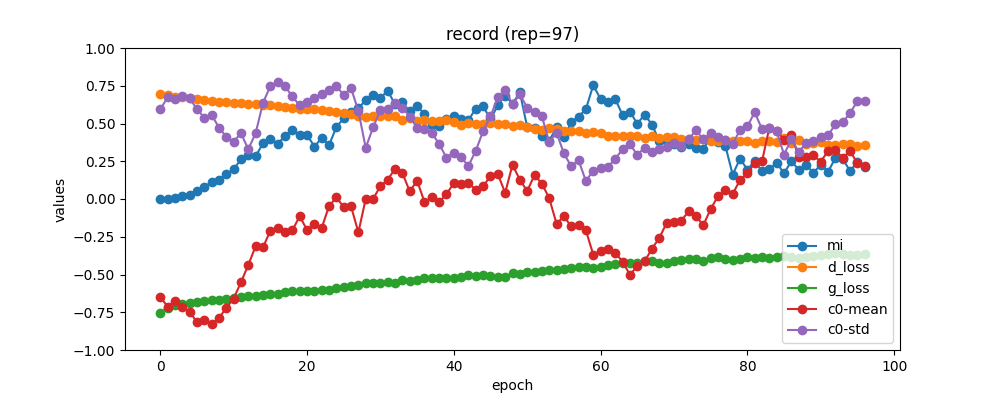 record (rep=97)
1.00
0.75
0.50
0.25
0.00
−0.25
−0.50
−0.75
−1.00
values
0 20 40 60 80 100
epoch
mi
d_loss
g_loss
c0-mean
c0-std